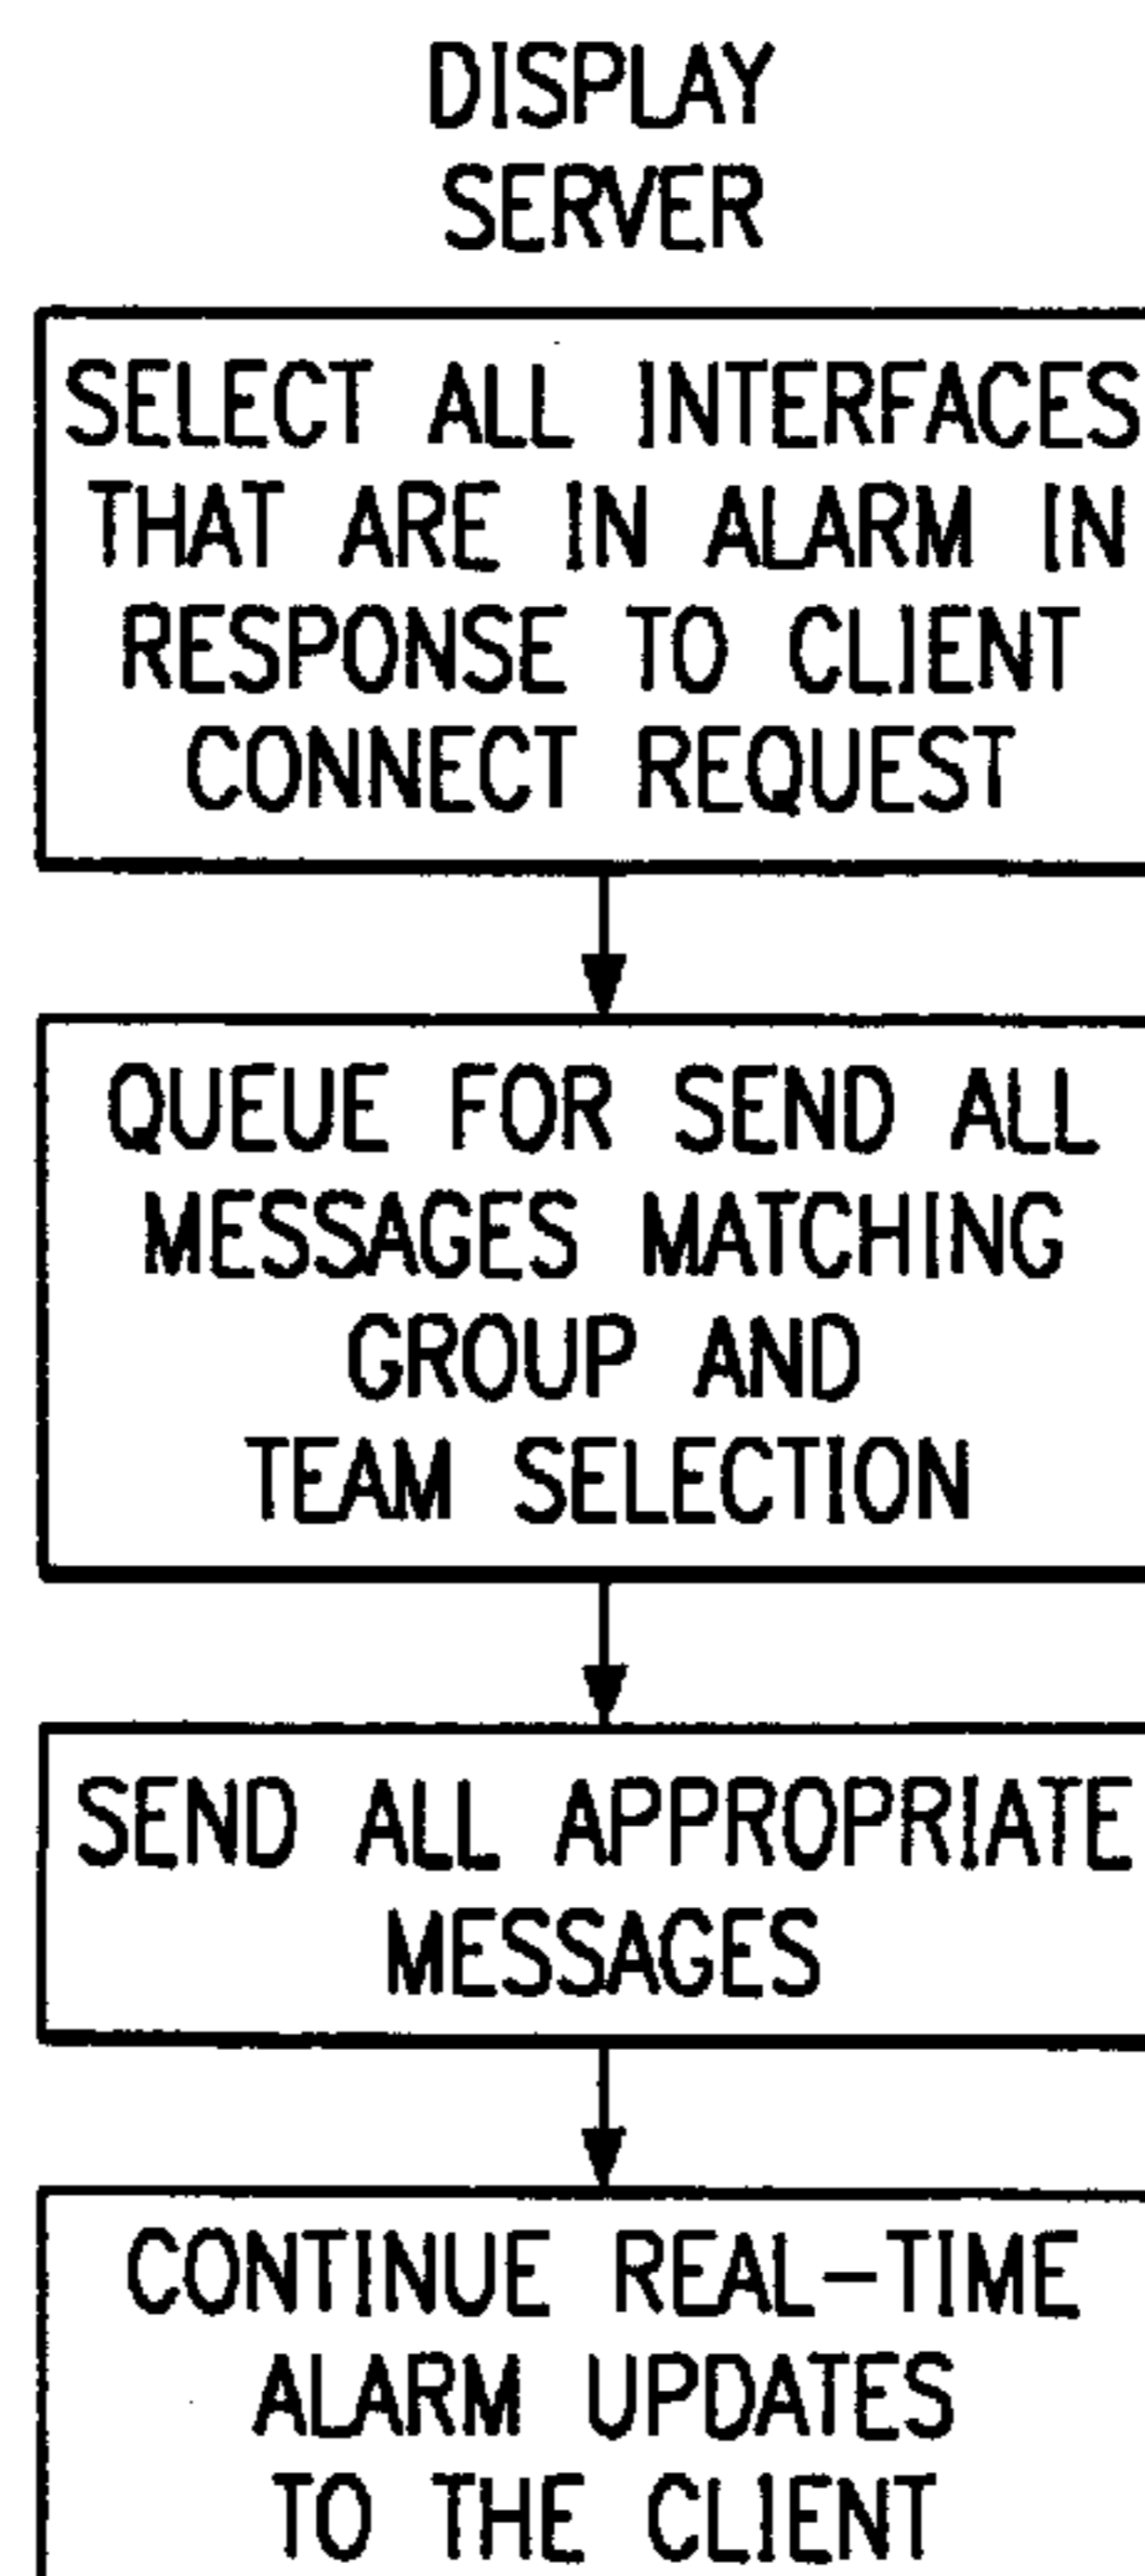 DISPLAY
SERVER
SELECT ALL INTERFACES
THAT ARE IN ALARM IN
RESPONSE TO CLIENT
CONNECT REQUEST
QUEUE FOR SEND ALL
MESSAGES MATCHING
GROUP AND
TEAM SELECTION
SEND ALL APPROPRIATE
MESSAGES
CONTINUE REAL-TIME
ALARM UPDATES
TO THE CLIENT